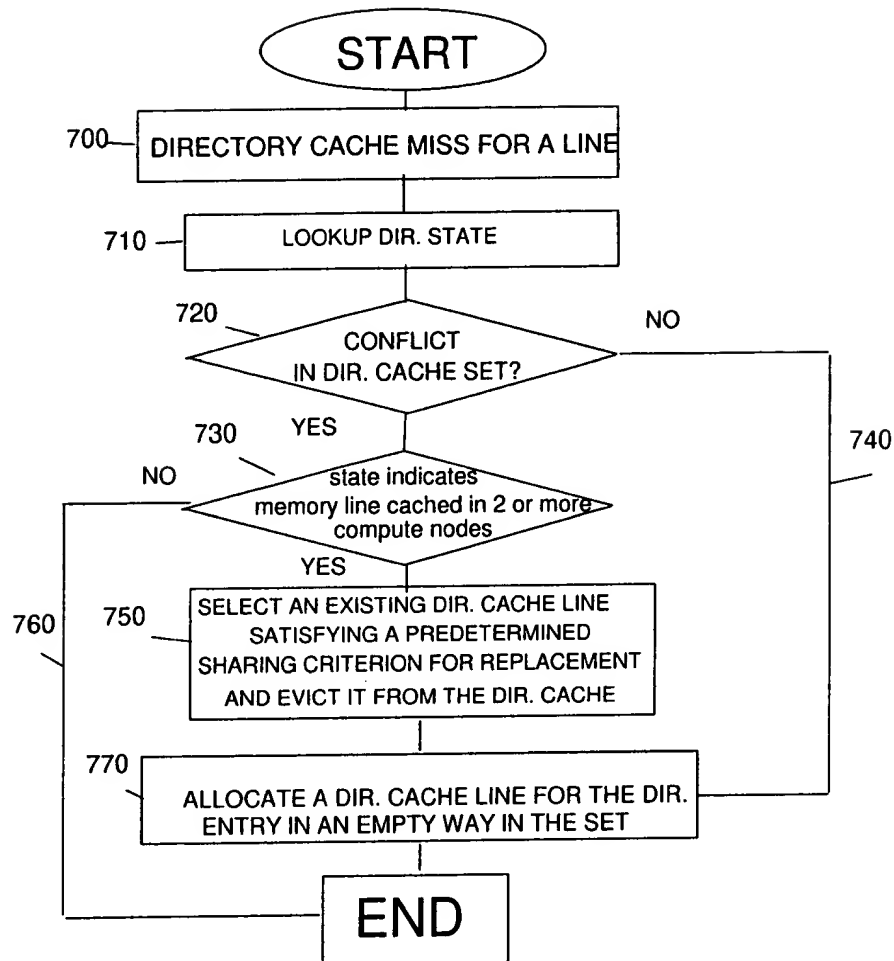 START
700
DIRECTORY CACHE MISS FOR A LINE
710
LOOKUP DIR. STATE
720
NO
CONFLICT
IN DIR. CACHE SET?
YES
740
730
NO
state indicates
memory line cached in 2 or more
compute nodes
YES
760
750
SELECT AN EXISTING DIR. CACHE LINE
SATISFYING A PREDETERMINED
SHARING CRITERION FOR REPLACEMENT
AND EVICT IT FROM THE DIR. CACHE
770
ALLOCATE A DIR. CACHE LINE FOR THE DIR.
ENTRY IN AN EMPTY WAY IN THE SET
END